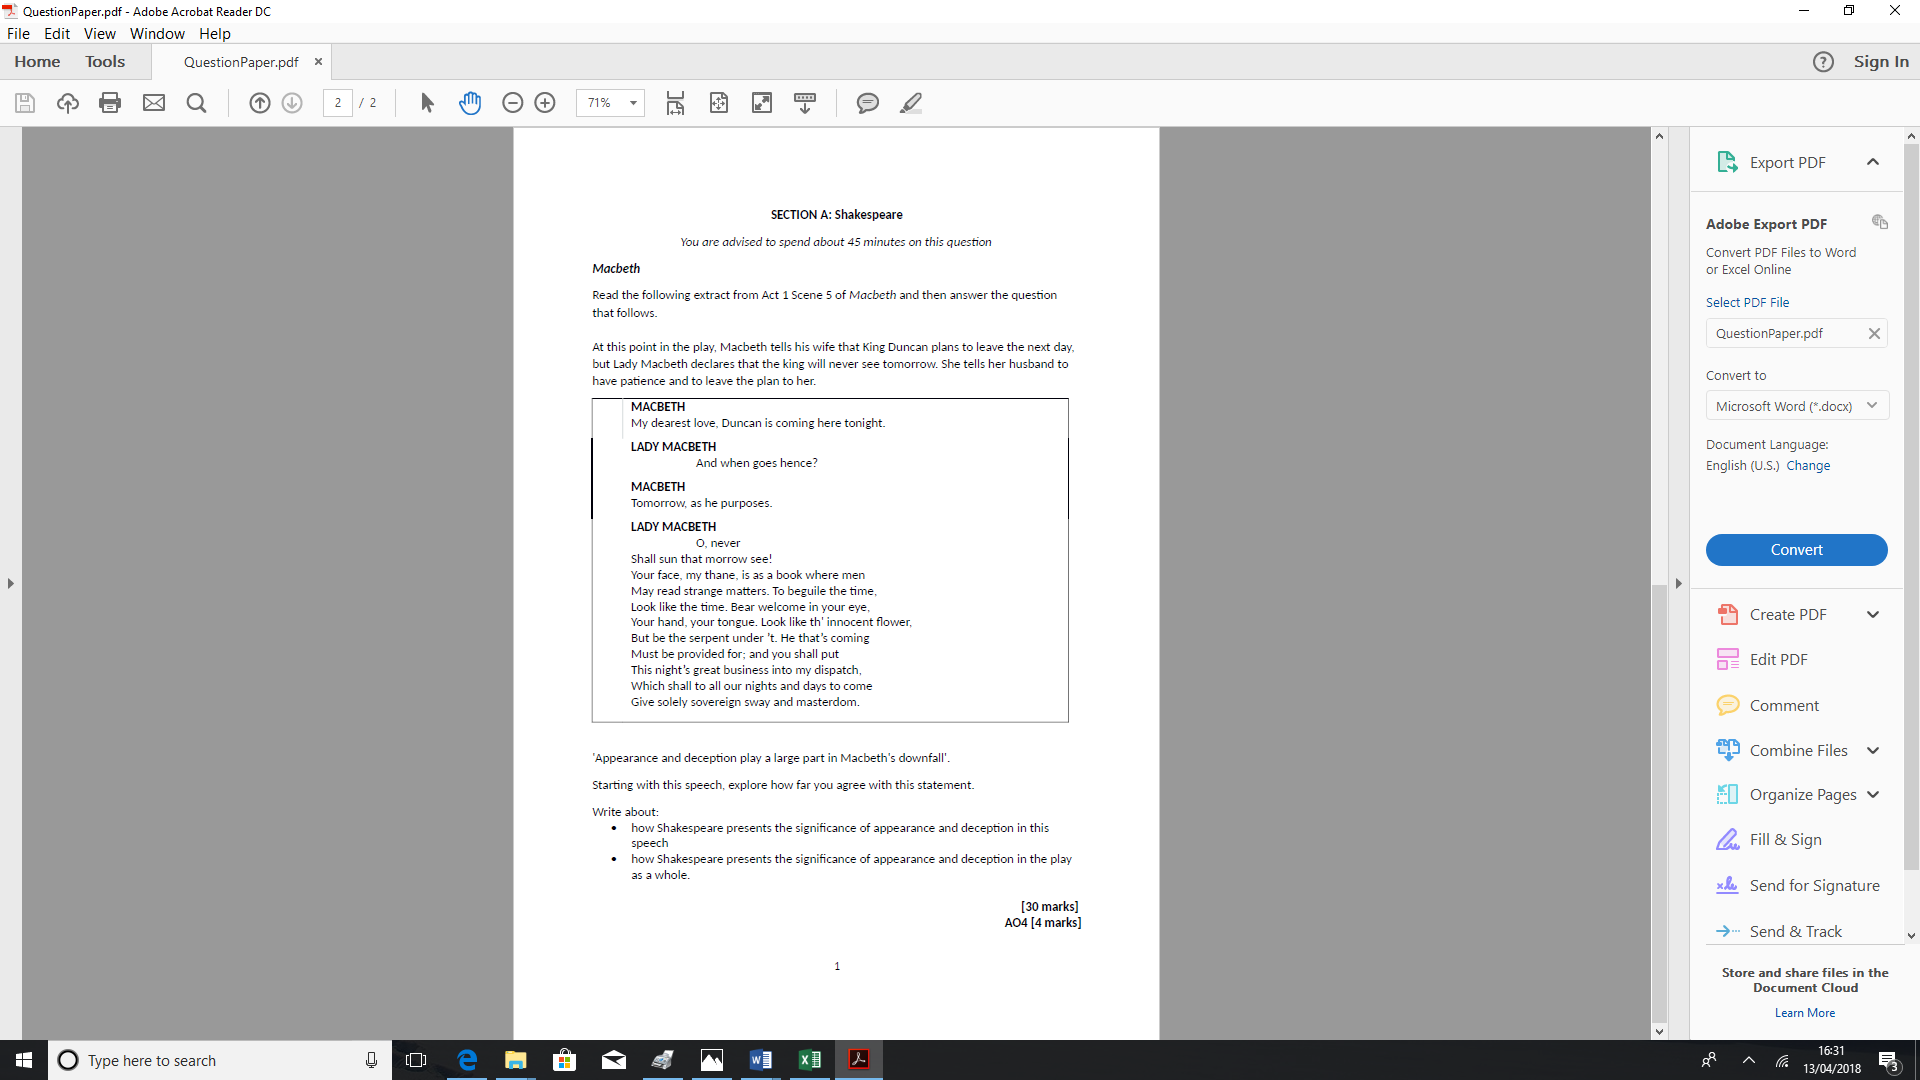 QuestionPaper.pdf - Adobe Acrobat Reader DC
File Edit View Window Help
Home Tools QuestionPaper.pdf × Sign In
2 / 2 71%
SECTION A: Shakespeare
You are advised to spend about 45 minutes on this question
Macbeth
Read the following extract from Act 1 Scene 5 of Macbeth and then answer the question
that follows.
At this point in the play, Macbeth tells his wife that King Duncan plans to leave the next day,
but Lady Macbeth declares that the king will never see tomorrow. She tells her husband to
have patience and to leave the plan to her.
MACBETH
My dearest love, Duncan is coming here tonight.
LADY MACBETH
And when goes hence?
MACBETH
Tomorrow, as he purposes.
LADY MACBETH
O, never
Shall sun that morrow see!
Your face, my thane, is as a book where men
May read strange matters. To beguile the time,
Look like the time. Bear welcome in your eye,
Your hand, your tongue. Look like th' innocent flower,
But be the serpent under 't. He that's coming
Must be provided for; and you shall put
This night's great business into my dispatch,
Which shall to all our nights and days to come
Give solely sovereign sway and masterdom.
'Appearance and deception play a large part in Macbeth's downfall'.
Starting with this speech, explore how far you agree with this statement.
Write about:
• how Shakespeare presents the significance of appearance and deception in this
speech
• how Shakespeare presents the significance of appearance and deception in the play
as a whole.
[30 marks]
AO4 [4 marks]
1
Export PDF
Adobe Export PDF
Convert PDF Files to Word
or Excel Online
Select PDF File
QuestionPaper.pdf
Convert to
Microsoft Word (*.docx)
Document Language:
English (U.S.) Change
Convert
Create PDF
Edit PDF
Comment
Combine Files
Organize Pages
Fill & Sign
Send for Signature
Send & Track
Store and share files in the
Document Cloud
Learn More
Type here to search
16:31
13/04/2018
3